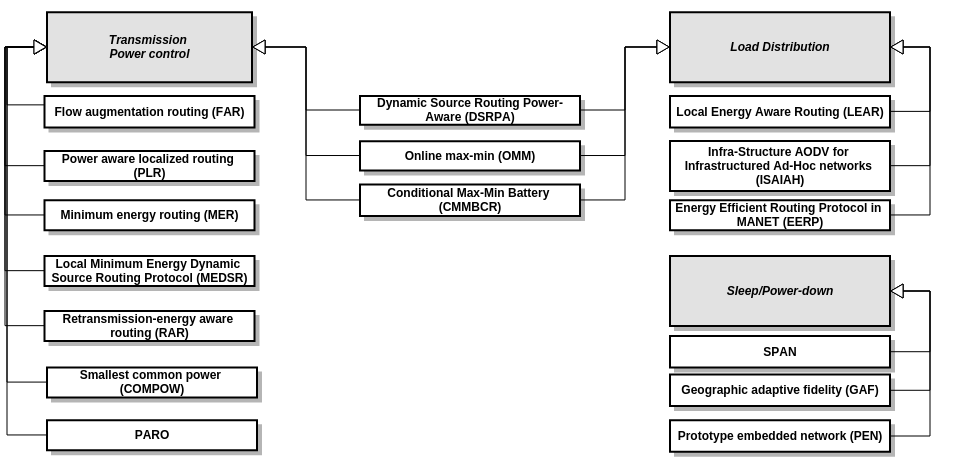 Transmission
Power control
Flow augmentation routing (FAR)
Power aware localized routing
(PLR)
Minimum energy routing (MER)
Local Minimum Energy Dynamic
Source Routing Protocol (MEDSR)
Retransmission-energy aware
routing (RAR)
Smallest common power
(COMPOW)
PARO
Dynamic Source Routing Power-
Aware (DSRPA)
Online max-min (OMM)
Conditional Max-Min Battery
(CMMBCR)
Load Distribution
Local Energy Aware Routing (LEAR)
Infra-Structure AODV for
Infrastructured Ad-Hoc networks
(ISAIAH)
Energy Efficient Routing Protocol in
MANET (EERP)
Sleep/Power-down
SPAN
Geographic adaptive fidelity (GAF)
Prototype embedded network (PEN)